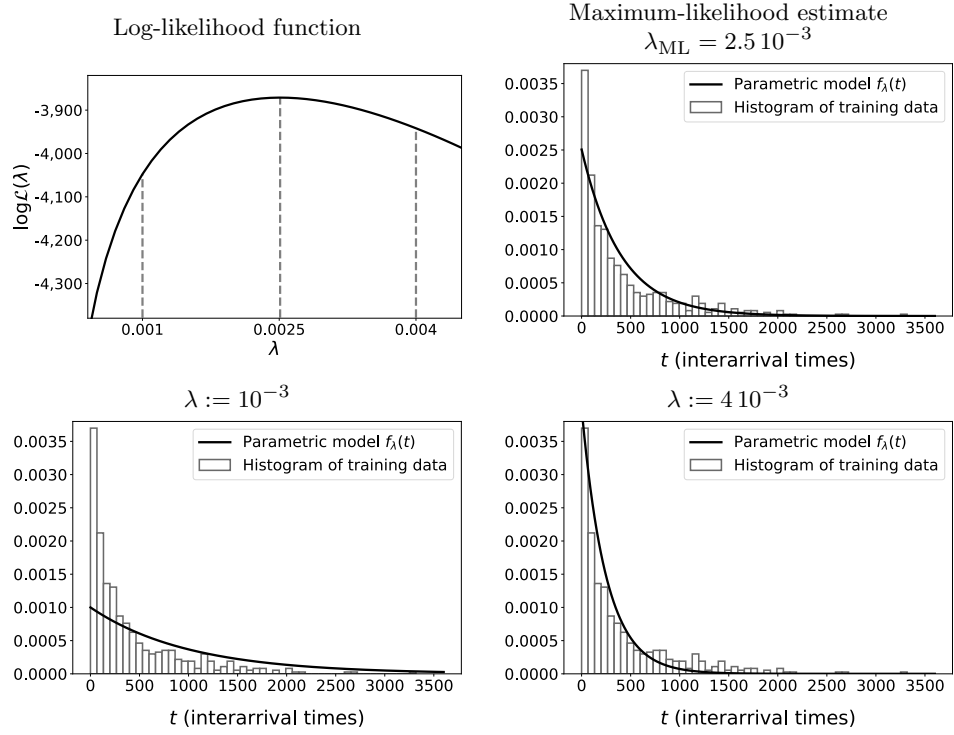 Log-likelihood function
-3,900
-4,000
-4,100
-4,200
-4,300
logℒ(λ)
0.001
0.0025
0.004
λ
Maximum-likelihood estimate
λ_ML = 2.5 10⁻³
Parametric model f_λ(t)
Histogram of training data
0.0035
0.0030
0.0025
0.0020
0.0015
0.0010
0.0005
0.0000
0 500 1000 1500 2000 2500 3000 3500
t (interarrival times)
λ := 10⁻³
Parametric model f_λ(t)
Histogram of training data
0.0035
0.0030
0.0025
0.0020
0.0015
0.0010
0.0005
0.0000
0 500 1000 1500 2000 2500 3000 3500
t (interarrival times)
λ := 4 10⁻³
Parametric model f_λ(t)
Histogram of training data
0.0035
0.0030
0.0025
0.0020
0.0015
0.0010
0.0005
0.0000
0 500 1000 1500 2000 2500 3000 3500
t (interarrival times)